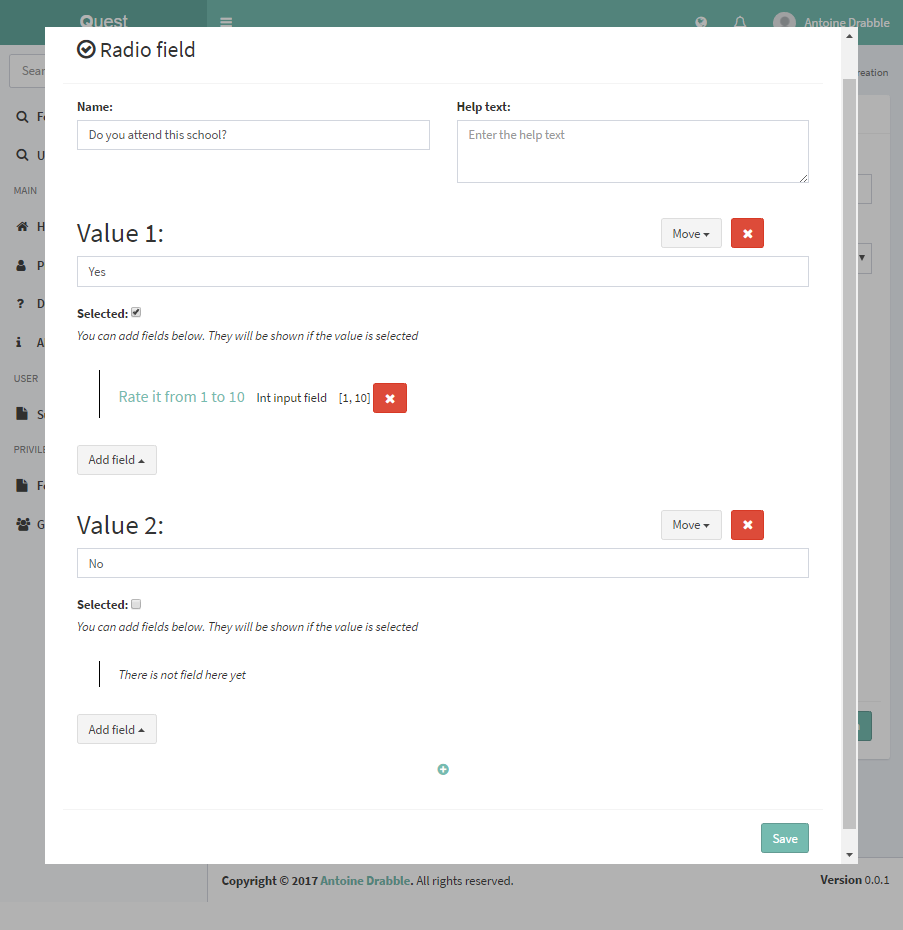 Quest
Antoine Drabble
Radio field
Name:
Help text:
Do you attend this school?
Enter the help text
MAIN
Value 1:
Move
Yes
Selected:
You can add fields below. They will be shown if the value is selected
USER
Rate it from 1 to 10 Int input field [1, 10]
Add field
Value 2:
Move
No
Selected:
You can add fields below. They will be shown if the value is selected
There is not field here yet
Add field
Save
Copyright © 2017 Antoine Drabble. All rights reserved.
Version 0.0.1